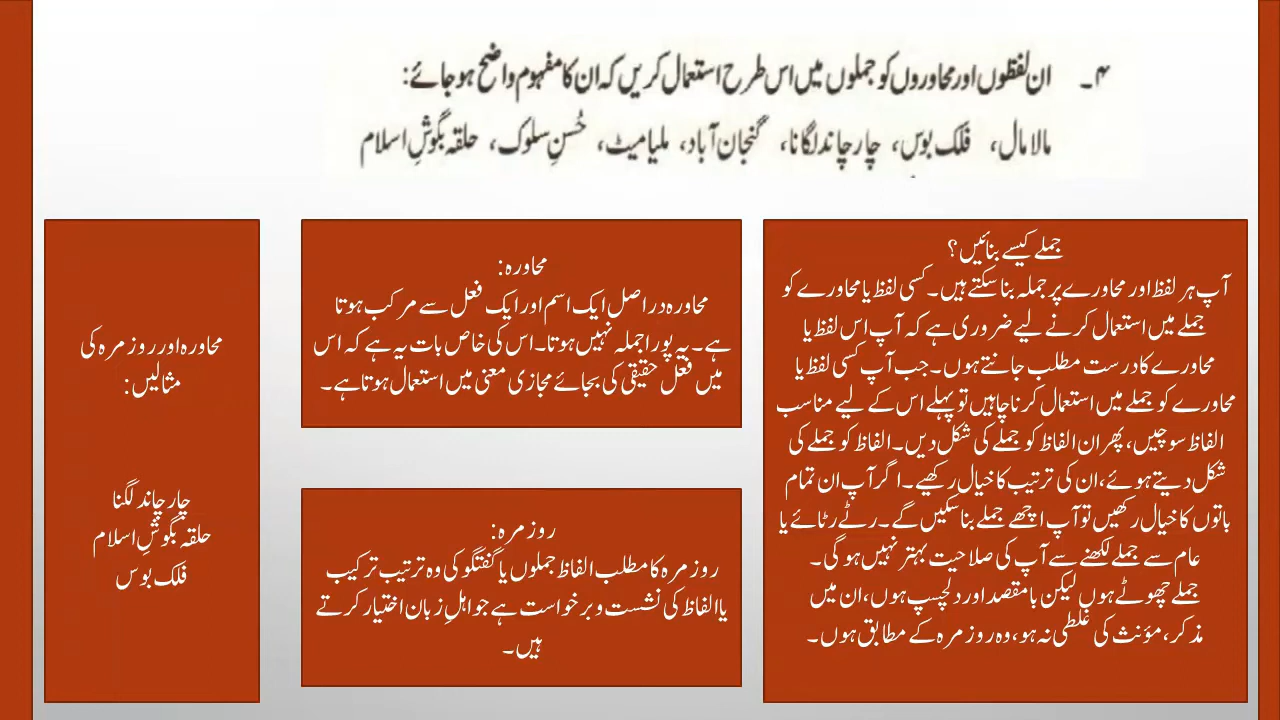 ۴۔ ان لفظوں اور محاوروں کو جملوں میں اس طرح استعمال کریں کہ ان کا مفہوم واضح ہو جائے:
مالا مال، فلک بوس، چار چاند لگانا، گنجان آباد، ملیامیٹ، حُسنِ سلوک، حلقہ بگوشِ اسلام
جملے کیسے بنائیں؟
آپ ہر لفظ اور محاورے پر جملہ بنا سکتے ہیں۔ کسی لفظ یا محاورے کو
جملے میں استعمال کرنے لیے ضروری ہے کہ آپ اس لفظ یا
محاورے کا درست مطلب جانتے ہوں۔ جب آپ کسی لفظ یا
محاورے کو جملے میں استعمال کرنا چاہیں تو پہلے اس کے لیے مناسب
الفاظ سوچیں، پھر ان الفاظ کو جملے کی شکل دیں۔ الفاظ کو جملے کی
شکل دیتے ہوئے، ان کی ترتیب کا خیال رکھیے۔ اگر آپ ان تمام
باتوں کا خیال رکھیں تو آپ اچھے جملے بنا سکیں گے۔ رٹے رٹائے یا
عام سے جملے لکھنے سے آپ کی صلاحیت بہتر نہیں ہو گی۔
جملے چھوٹے ہوں لیکن بامقصد اور دلچسپ ہوں، ان میں
مذکر، مؤنث کی غلطی نہ ہو، وہ روزمرہ کے مطابق ہوں۔
محاورہ:
محاورہ دراصل ایک اسم اور ایک فعل سے مرکب ہوتا
ہے۔ یہ پورا جملہ نہیں ہوتا۔ اس کی خاص بات یہ ہے کہ اس
میں فعل حقیقی کی بجائے مجازی معنی میں استعمال ہوتا ہے۔
روزمرہ:
روزمرہ کا مطلب الفاظ جملوں یا گفتگو کی وہ ترتیب ترکیب
یا الفاظ کی نشست و برخواست ہے جو اہلِ زبان اختیار کرتے
ہیں۔
محاورہ اور روزمرہ کی
مثالیں:
چار چاند لگنا
حلقہ بگوشِ اسلام
فلک بوس